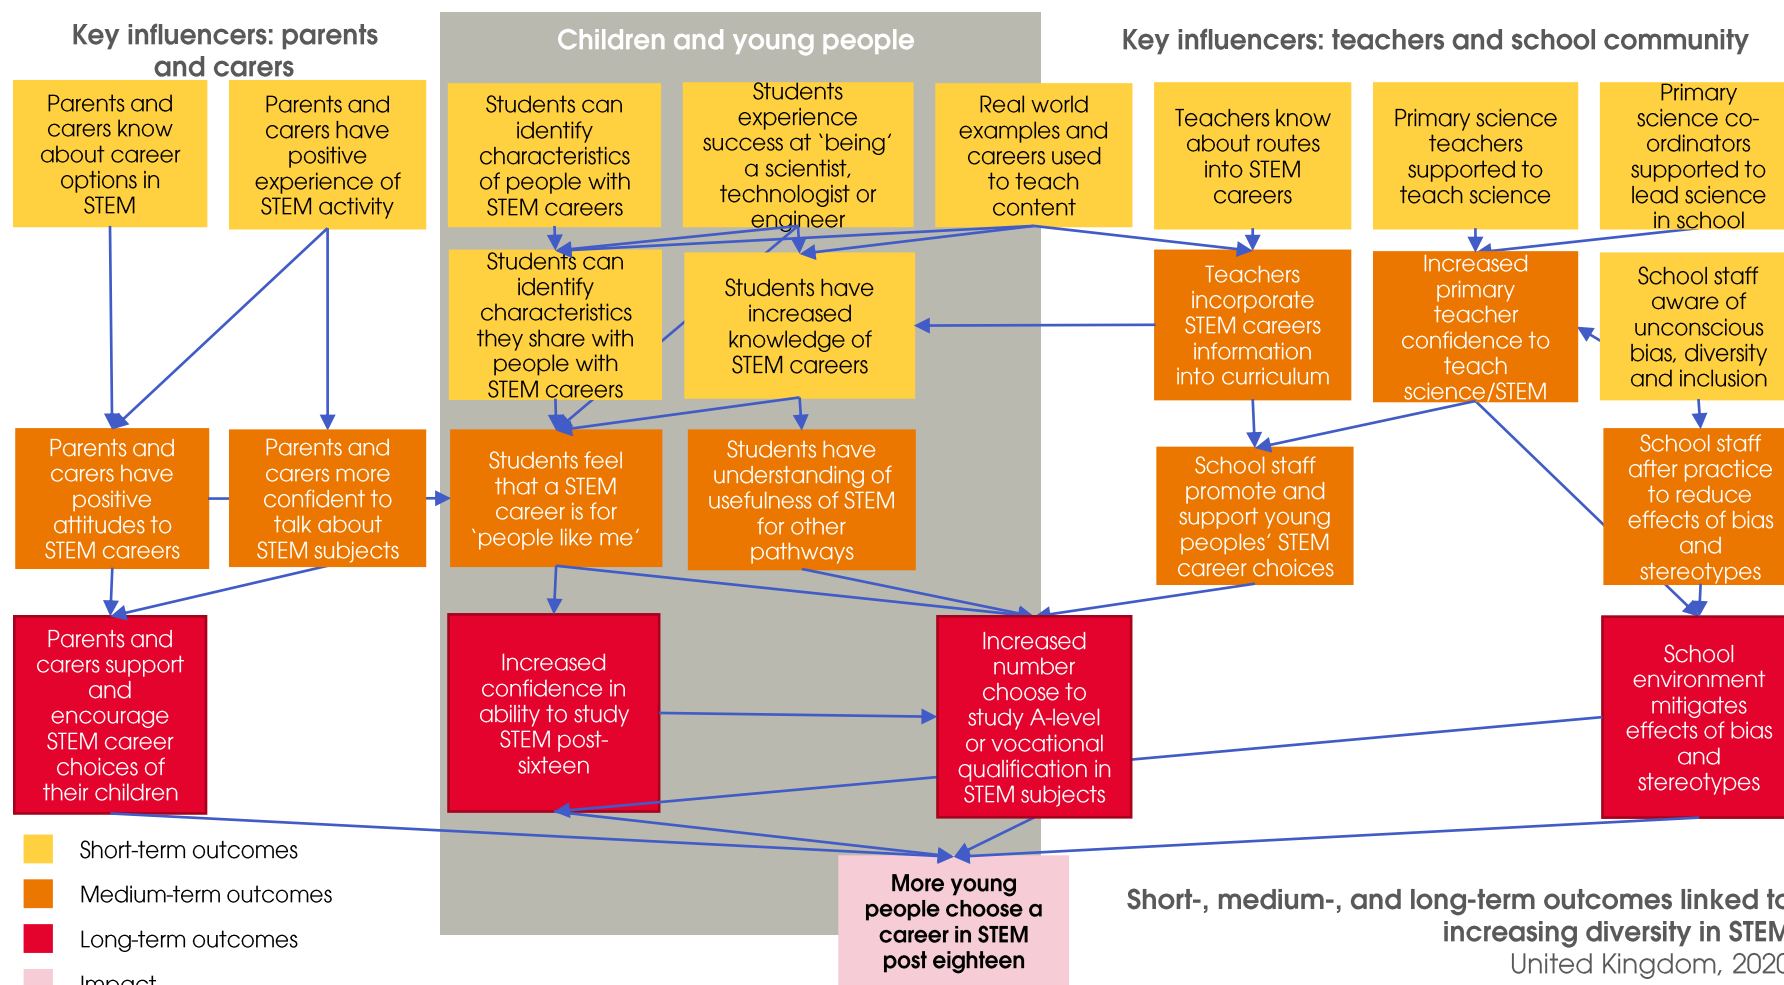 Key influencers: parents
and carers
Children and young people
Key influencers: teachers and school community
Parents and
carers know
about career
options in
STEM
Parents and
carers have
positive
experience of
STEM activity
Students can
identify
characteristics
of people with
STEM careers
Students
experience
success at ‘being’
a scientist,
technologist or
engineer
Real world
examples and
careers used
to teach
content
Teachers know
about routes
into STEM
careers
Primary science
teachers
supported to
teach science
Primary
science co-
ordinators
supported to
lead science
in school
Students can
identify
characteristics
they share with
people with
STEM careers
Students have
increased
knowledge of
STEM careers
Teachers
incorporate
STEM careers
information
into curriculum
Increased
primary
teacher
confidence to
teach
science/STEM
School staff
aware of
unconscious
bias, diversity
and inclusion
Parents and
carers have
positive
attitudes to
STEM careers
Parents and
carers more
confident to
talk about
STEM subjects
Students feel
that a STEM
career is for
‘people like me’
Students have
understanding of
usefulness of STEM
for other
pathways
School staff
promote and
support young
peoples’ STEM
career choices
School staff
after practice
to reduce
effects of bias
and
stereotypes
Parents and
carers support
and
encourage
STEM career
choices of
their children
Increased
confidence in
ability to study
STEM post-
sixteen
Increased
number
choose to
study A-level
or vocational
qualification in
STEM subjects
School
environment
mitigates
effects of bias
and
stereotypes
Short-term outcomes
Medium-term outcomes
Long-term outcomes
Impact
More young
people choose a
career in STEM
post eighteen
Short-, medium-, and long-term outcomes linked to
increasing diversity in STEM
United Kingdom, 2020